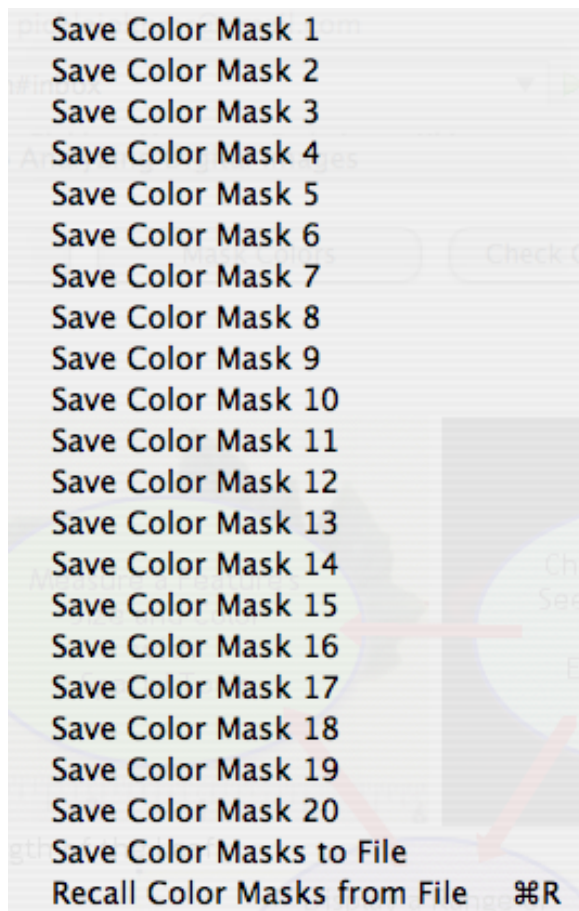 Save Color Mask 1
Save Color Mask 2
Save Color Mask 3
Save Color Mask 4
Save Color Mask 5
Save Color Mask 6
Save Color Mask 7
Save Color Mask 8
Save Color Mask 9
Save Color Mask 10
Save Color Mask 11
Save Color Mask 12
Save Color Mask 13
Save Color Mask 14
Save Color Mask 15
Save Color Mask 16
Save Color Mask 17
Save Color Mask 18
Save Color Mask 19
Save Color Mask 20
Save Color Masks to File
Recall Color Masks from File ⌘R